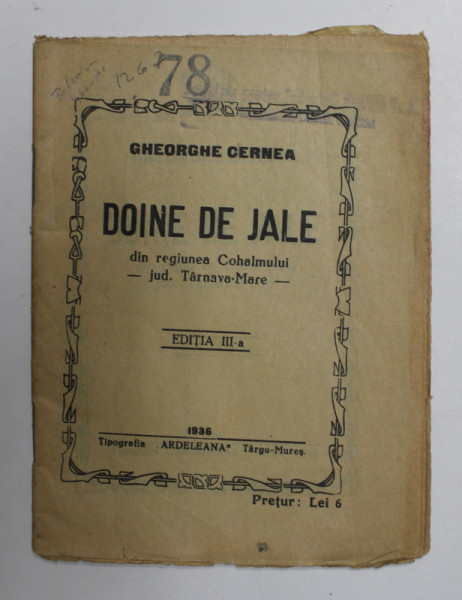 78
1262
GHEORGHE CERNEA
DOINE DE JALE
din regiunea Cohalmului
— jud. Târnava-Mare —
EDIȚIA III-a
1936
Tipografia ARDELEANA" Târgu-Mureș.
Prețur: Lei 6